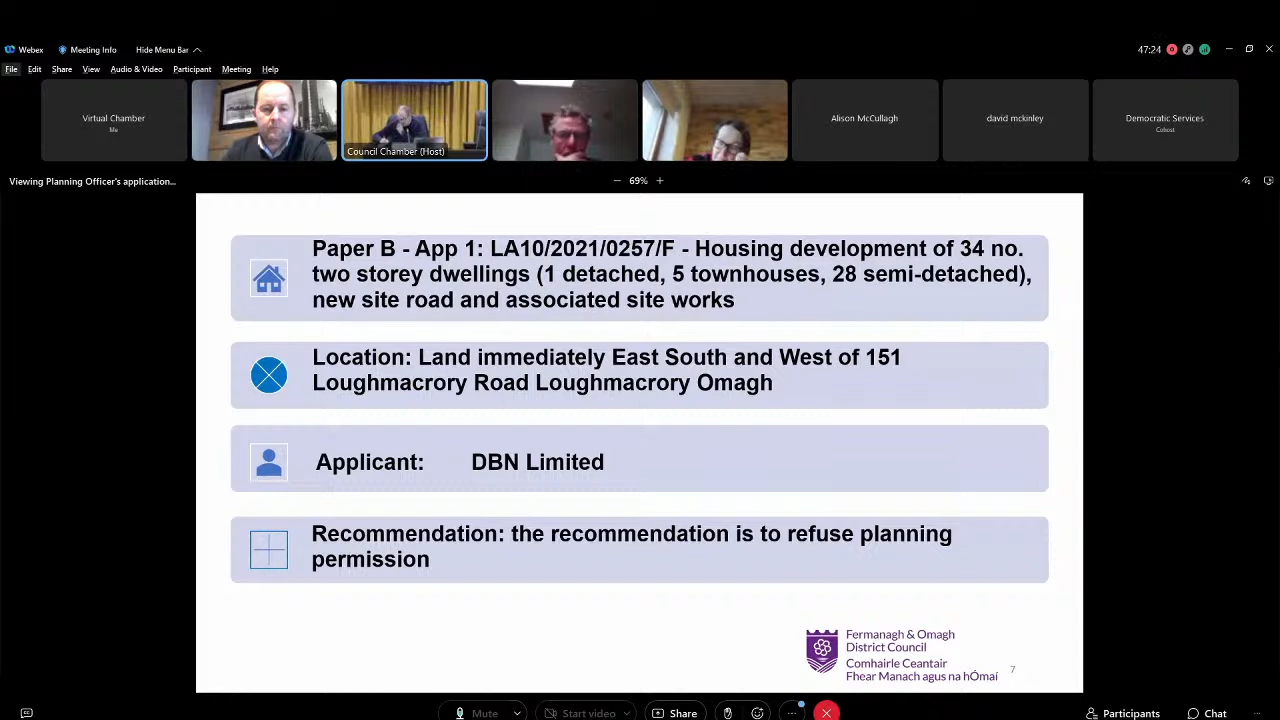 Webex Meeting Info Hide Menu Bar 47:24
File Edit Share View Audio & Video Participant Meeting Help
Virtual Chamber
Me
Council Chamber (Host)
Alison McCullagh
david mckinley
Democratic Services
Cohost
Viewing Planning Officer's application...
69%
Paper B - App 1: LA10/2021/0257/F - Housing development of 34 no.
two storey dwellings (1 detached, 5 townhouses, 28 semi-detached),
new site road and associated site works
Location: Land immediately East South and West of 151
Loughmacrory Road Loughmacrory Omagh
Applicant: DBN Limited
Recommendation: the recommendation is to refuse planning
permission
Fermanagh & Omagh
District Council
Comhairle Ceantair
Fhear Manach agus na hÓmaí
7
Mute Start video Share Participants Chat